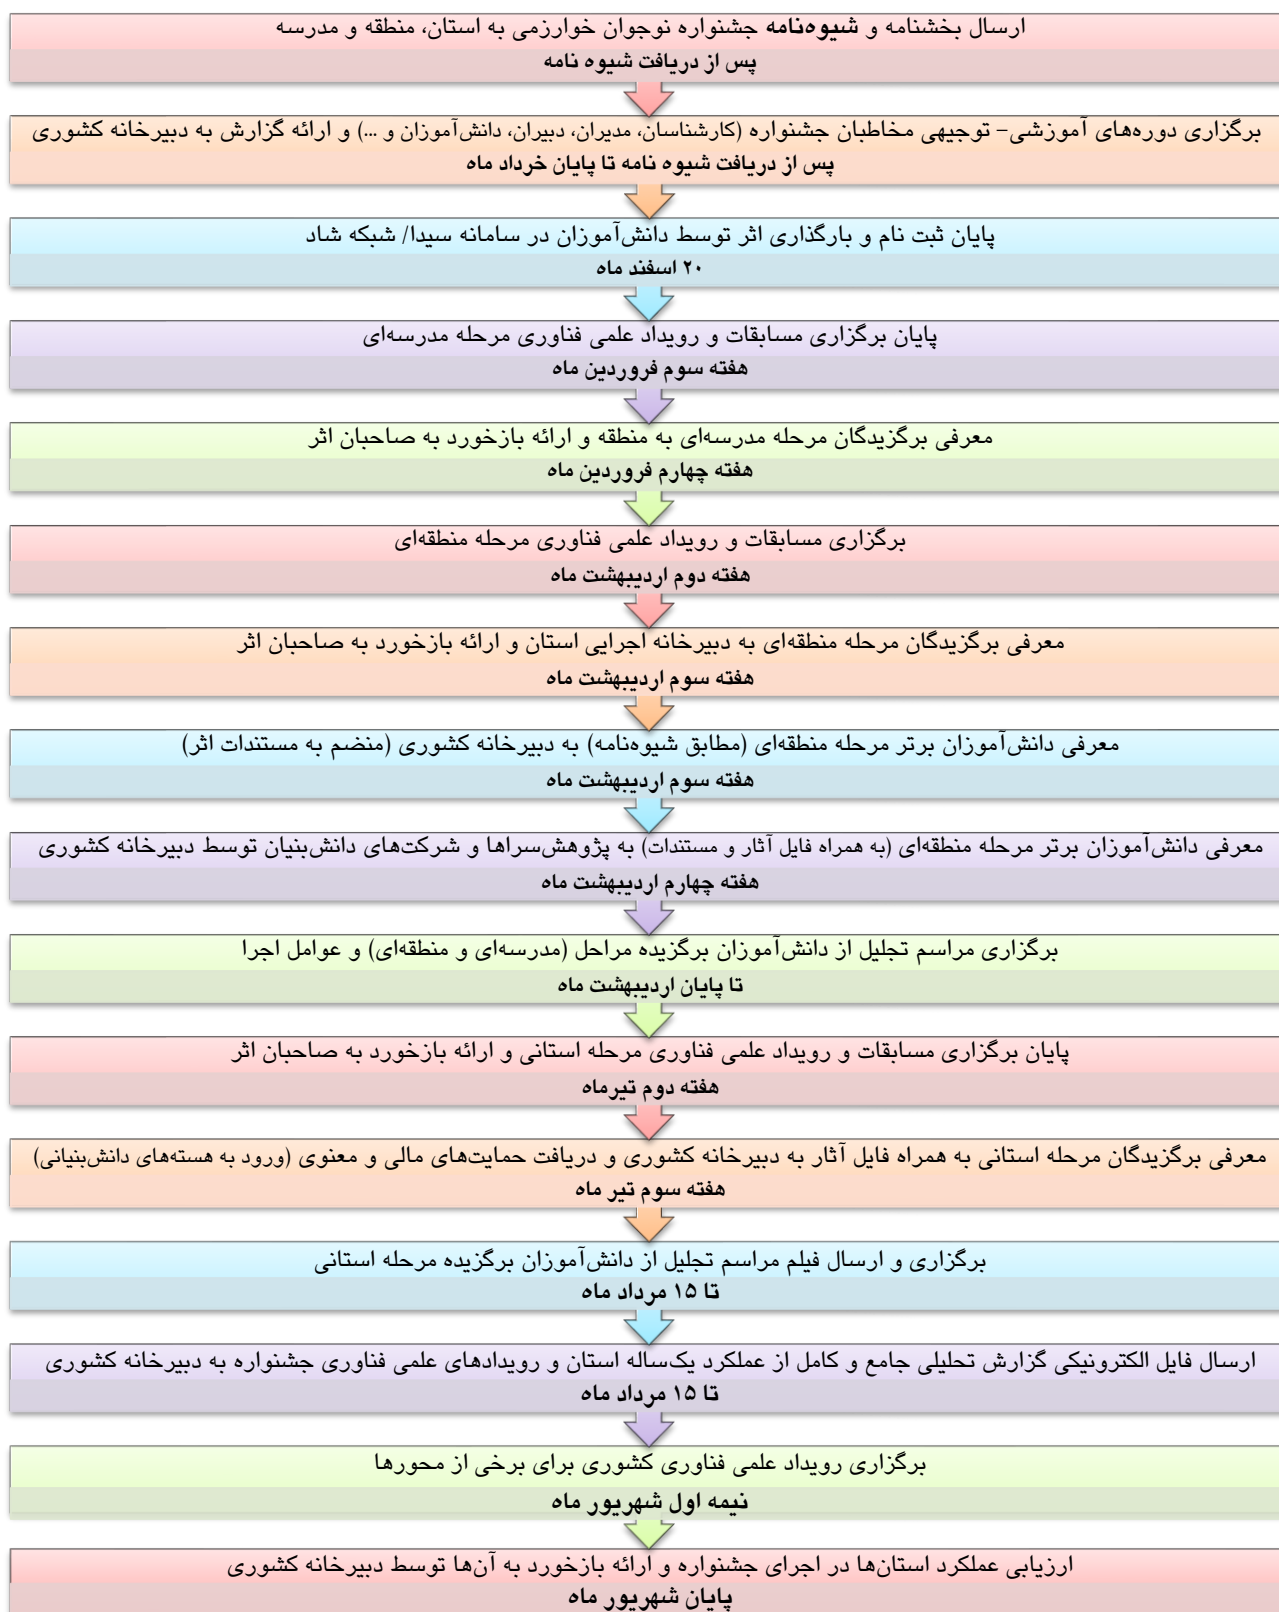 ارسال بخشنامه و شیوه‌نامه جشنواره نوجوان خوارزمی به استان، منطقه و مدرسه
پس از دریافت شیوه نامه
برگزاری دوره‌های آموزشی- توجیهی مخاطبان جشنواره (کارشناسان، مدیران، دبیران، دانش‌آموزان و ...) و ارائه گزارش به دبیرخانه کشوری
پس از دریافت شیوه نامه تا پایان خرداد ماه
پایان ثبت نام و بارگذاری اثر توسط دانش‌آموزان در سامانه سیدا/ شبکه شاد
۲۰ اسفند ماه
پایان برگزاری مسابقات و رویداد علمی فناوری مرحله مدرسه‌ای
هفته سوم فروردین ماه
معرفی برگزیدگان مرحله مدرسه‌ای به منطقه و ارائه بازخورد به صاحبان اثر
هفته چهارم فروردین ماه
برگزاری مسابقات و رویداد علمی فناوری مرحله منطقه‌ای
هفته دوم اردیبهشت ماه
معرفی برگزیدگان مرحله منطقه‌ای به دبیرخانه اجرایی استان و ارائه بازخورد به صاحبان اثر
هفته سوم اردیبهشت ماه
معرفی دانش‌آموزان برتر مرحله منطقه‌ای (مطابق شیوه‌نامه) به دبیرخانه کشوری (منضم به مستندات اثر)
هفته سوم اردیبهشت ماه
معرفی دانش‌آموزان برتر مرحله منطقه‌ای (به همراه فایل آثار و مستندات) به پژوهش‌سراها و شرکت‌های دانش‌بنیان توسط دبیرخانه کشوری
هفته چهارم اردیبهشت ماه
برگزاری مراسم تجلیل از دانش‌آموزان برگزیده مراحل (مدرسه‌ای و منطقه‌ای) و عوامل اجرا
تا پایان اردیبهشت ماه
پایان برگزاری مسابقات و رویداد علمی فناوری مرحله استانی و ارائه بازخورد به صاحبان اثر
هفته دوم تیرماه
معرفی برگزیدگان مرحله استانی به همراه فایل آثار به دبیرخانه کشوری و دریافت حمایت‌های مالی و معنوی (ورود به هسته‌های دانش‌بنیانی)
هفته سوم تیر ماه
برگزاری و ارسال فیلم مراسم تجلیل از دانش‌آموزان برگزیده مرحله استانی
تا ۱۵ مرداد ماه
ارسال فایل الکترونیکی گزارش تحلیلی جامع و کامل از عملکرد یک‌ساله استان و رویدادهای علمی فناوری جشنواره به دبیرخانه کشوری
تا ۱۵ مرداد ماه
برگزاری رویداد علمی فناوری کشوری برای برخی از محورها
نیمه اول شهریور ماه
ارزیابی عملکرد استان‌ها در اجرای جشنواره و ارائه بازخورد به آن‌ها توسط دبیرخانه کشوری
پایان شهریور ماه